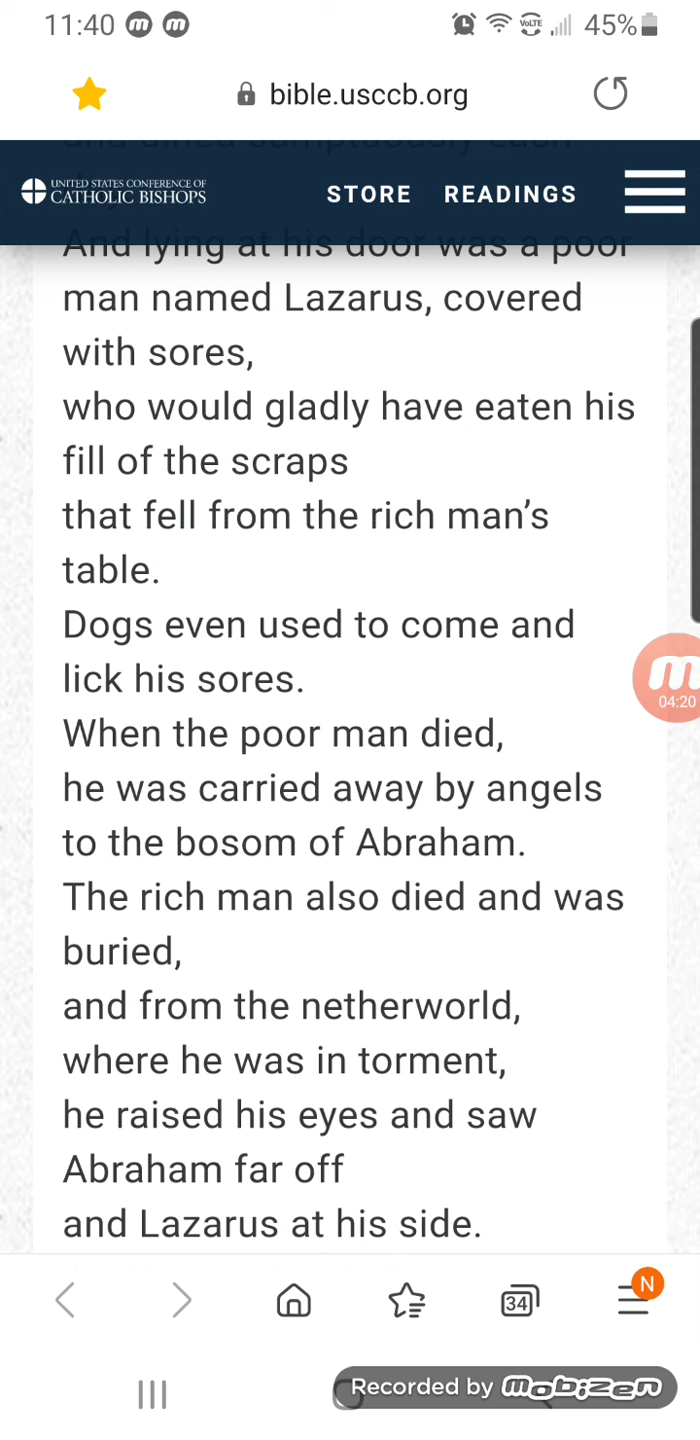 11:40
VoLTE
45%
bible.usccb.org
and dined sumptuously each
UNITED STATES CONFERENCE OF
CATHOLIC BISHOPS
STORE READINGS
And lying at his door was a poor
man named Lazarus, covered
with sores,
who would gladly have eaten his
fill of the scraps
that fell from the rich man’s
table.
Dogs even used to come and
lick his sores.
04:20
When the poor man died,
he was carried away by angels
to the bosom of Abraham.
The rich man also died and was
buried,
and from the netherworld,
where he was in torment,
he raised his eyes and saw
Abraham far off
and Lazarus at his side.
34
N
Recorded by mobizen